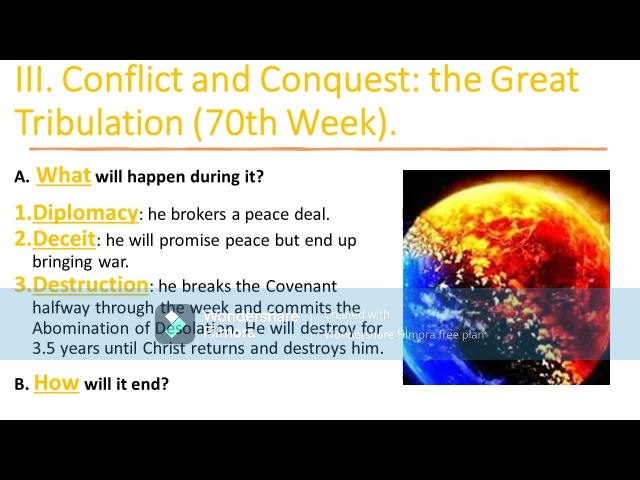 III. Conflict and Conquest: the Great
Tribulation (70th Week).
A. What will happen during it?
1.Diplomacy: he brokers a peace deal.
2.Deceit: he will promise peace but end up
bringing war.
3.Destruction: he breaks the Covenant
halfway through the week and commits the
Abomination of Desolation. He will destroy for
3.5 years until Christ returns and destroys him.
Wondershare
Filmora
Created with
Wondershare Filmora free plan
B. How will it end?